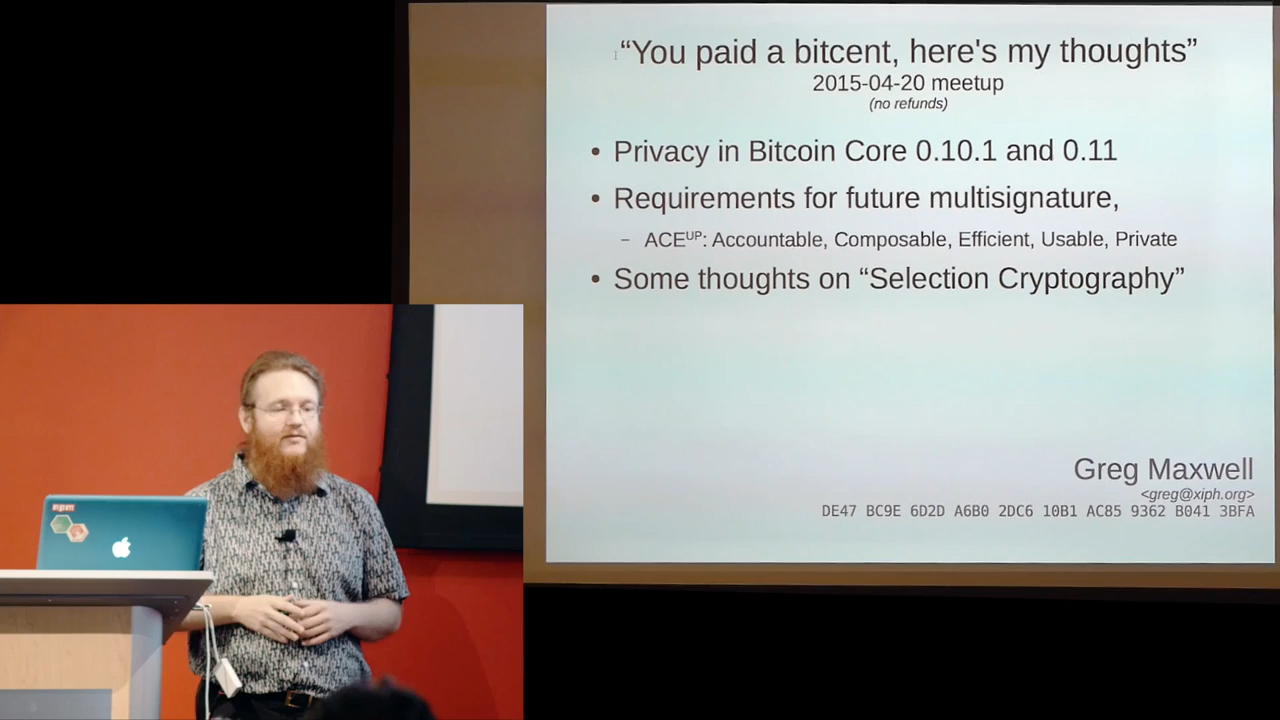 “You paid a bitcent, here's my thoughts”
2015-04-20 meetup
(no refunds)
• Privacy in Bitcoin Core 0.10.1 and 0.11
• Requirements for future multisignature,
– ACEUP: Accountable, Composable, Efficient, Usable, Private
• Some thoughts on “Selection Cryptography”
Greg Maxwell
<greg@xiph.org>
DE47 BC9E 6D2D A6B0 2DC6 10B1 AC85 9362 B041 3BFA
npm